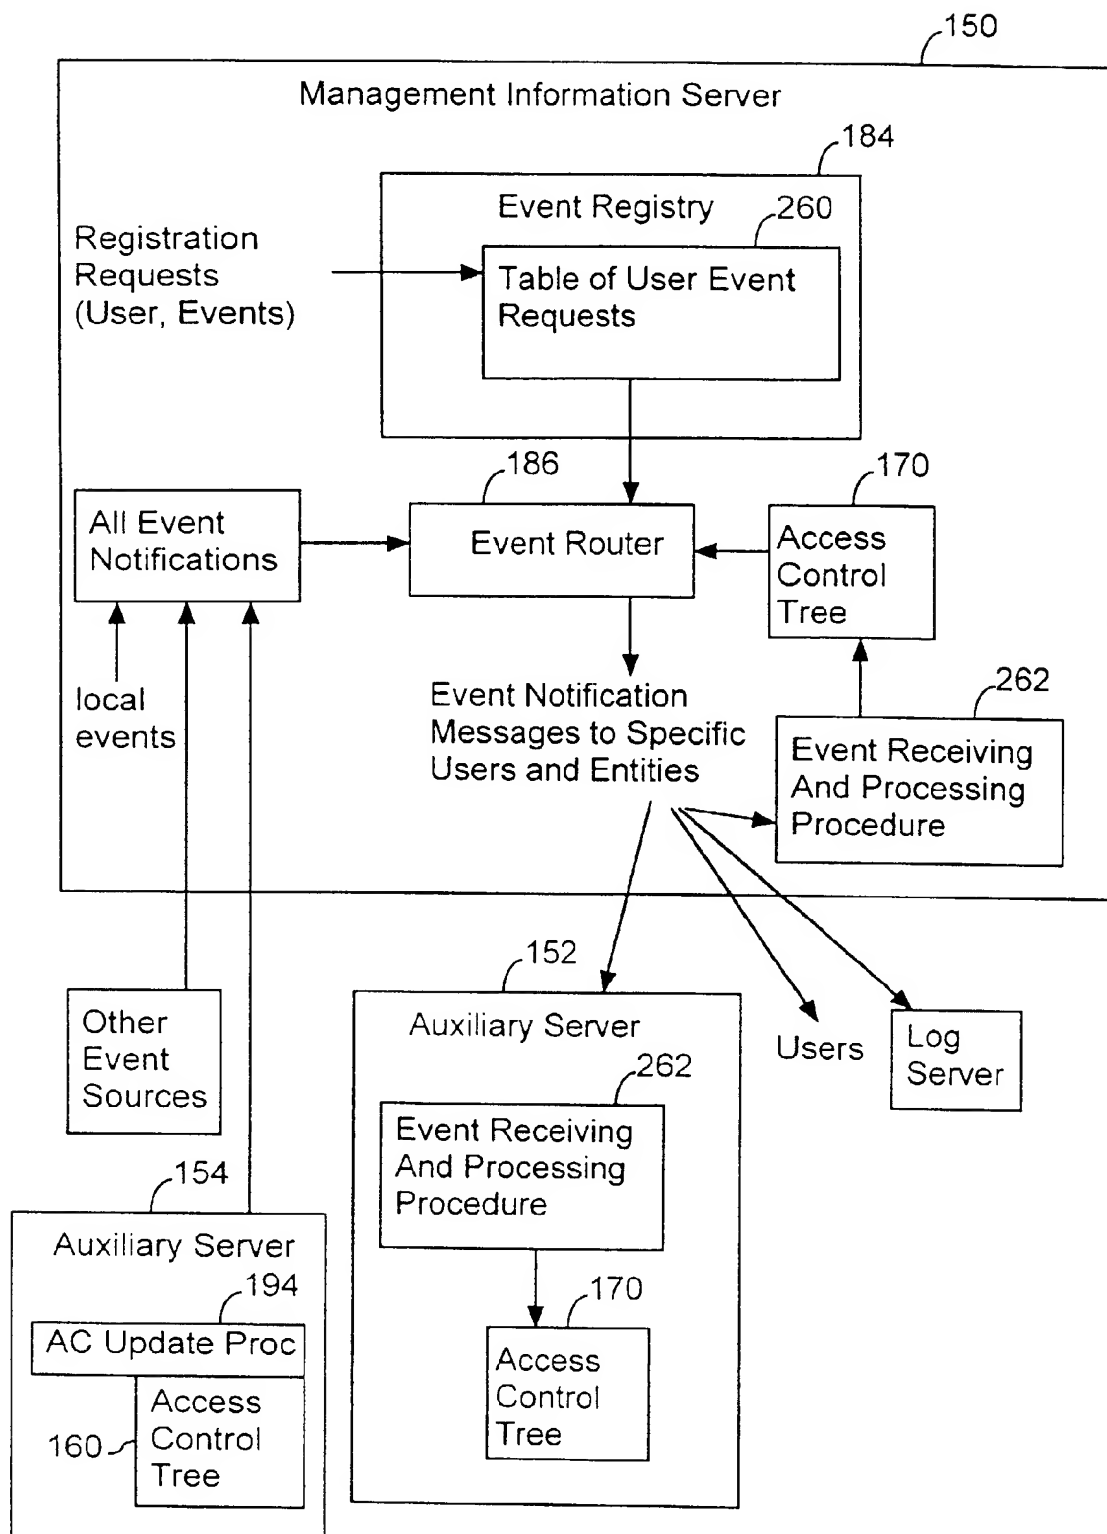 150
Management Information Server
184
Event Registry
260
Registration
Requests
(User, Events)
Table of User Event
Requests
186
170
All Event
Notifications
Event Router
Access
Control
Tree
local
events
Event Notification
Messages to Specific
Users and Entities
262
Event Receiving
And Processing
Procedure
152
Other
Event
Sources
Auxiliary Server
Users
Log
Server
262
Event Receiving
And Processing
Procedure
154
Auxiliary Server
194
170
AC Update Proc
Access
Control
Tree
160
Access
Control
Tree